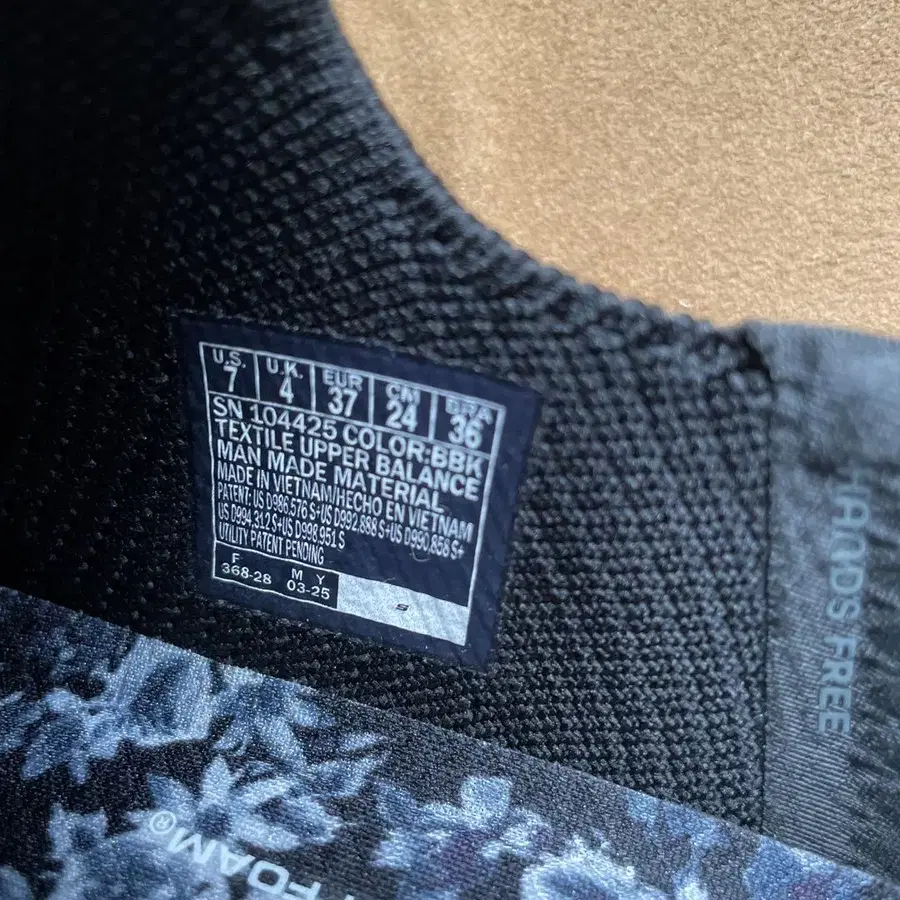 U.S. U.K. EUR CM BRA
7 4 37 24 36
SN 104425 COLOR:BBK
TEXTILE UPPER BALANCE
MAN MADE MATERIAL
MADE IN VIETNAM/HECHO EN VIETNAM
PATENT: US D986,576 S+US D992,888 S+US D990,858 S+
US D994,312 S+US D998,951 S
UTILITY PATENT PENDING
F M Y
368-28 03-25
S
HANDS FREE
FOAM®